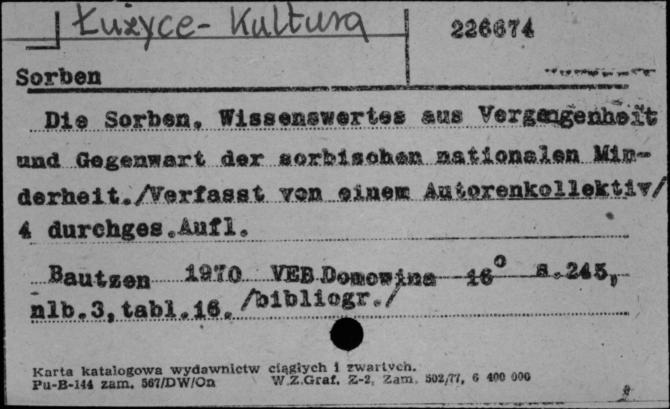 Łużyce - Kultura
226674
Sorben
Die Sorben. Wissenswertes aus Vergangenheit
und Gegenwart der sorbischen nationalen Min-
derheit./Verfasst von einem Autorenkollektiv/
4 durchges.Aufl.
Bautzen 1970 VEB Domowina 16° s.245,
nlb.3,tabl.16. /bibliogr./
Karta katalogowa wydawnictw ciągłych i zwartych.
Pu-B-144 zam. 567/DW/On W.Z.Graf. Z-2, Zam. 502/77, 6 400 000